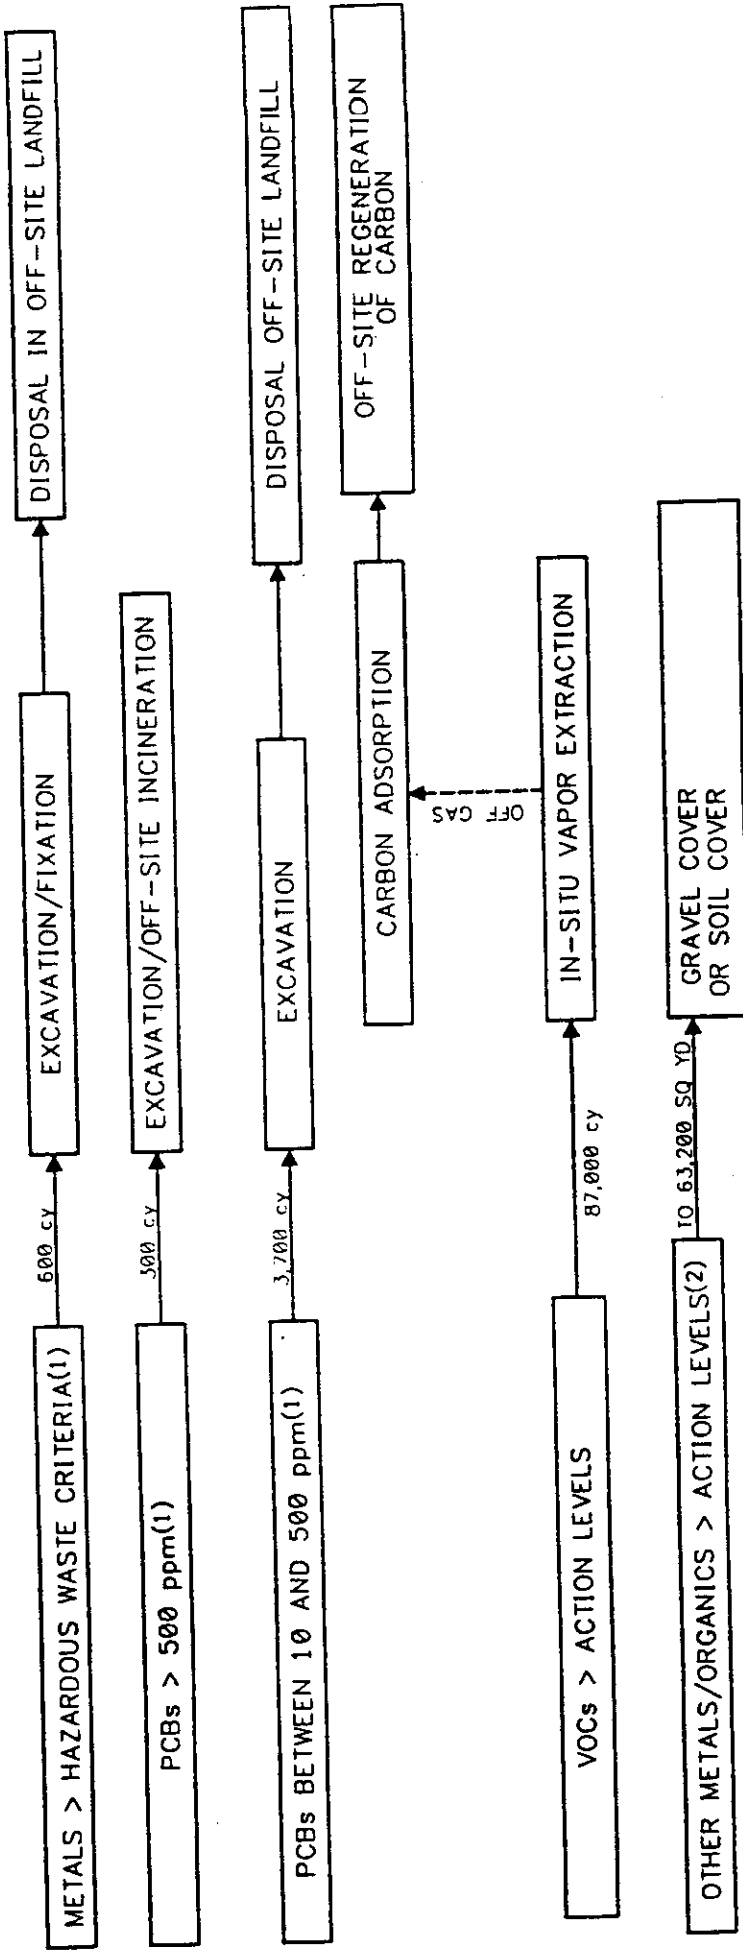 METALS > HAZARDOUS WASTE CRITERIA(1)
600 cy
EXCAVATION/FIXATION
DISPOSAL IN OFF-SITE LANDFILL
PCBs > 500 ppm(1)
300 cy
EXCAVATION/OFF-SITE INCINERATION
PCBs BETWEEN 10 AND 500 ppm(1)
3,700 cy
EXCAVATION
DISPOSAL OFF-SITE LANDFILL
CARBON ADSORPTION
OFF-SITE REGENERATION
OF CARBON
OFF GAS
VOCs > ACTION LEVELS
87,000 cy
IN-SITU VAPOR EXTRACTION
OTHER METALS/ORGANICS > ACTION LEVELS(2)
TO 63,200 SQ YD
GRAVEL COVER
OR SOIL COVER